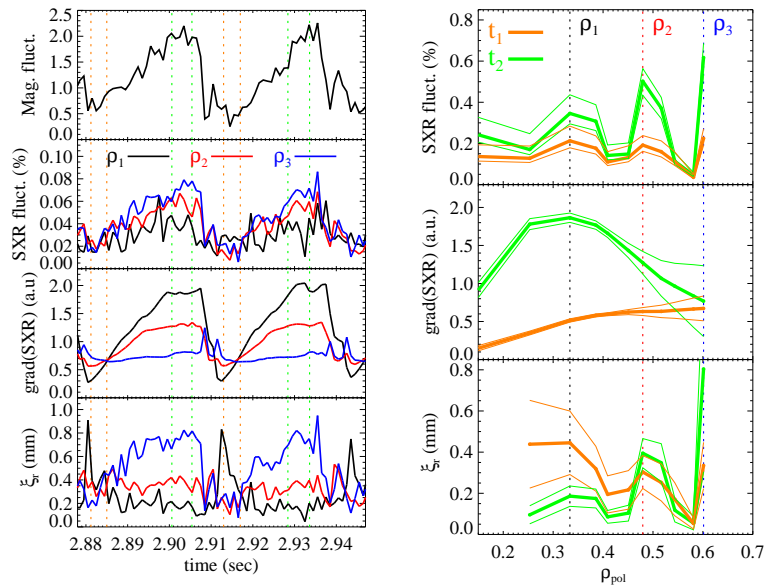 Mag. fluct.
2.5
2.0
1.5
1.0
0.5
0.0
SXR fluct. (%)
0.10
0.08
0.06
0.04
0.02
0.00
ρ1 ρ2 ρ3
grad(SXR) (a.u)
2.0
1.5
1.0
0.5
0.0
ξr (mm)
1.0
0.8
0.6
0.4
0.2
0.0
2.88 2.89 2.90 2.91 2.92 2.93 2.94
time (sec)
SXR fluct. (%)
0.8
0.6
0.4
0.2
0.0
t1
t2
ρ1 ρ2 ρ3
grad(SXR) (a.u.)
2.0
1.5
1.0
0.5
0.0
ξr (mm)
0.8
0.6
0.4
0.2
0.0
0.2 0.3 0.4 0.5 0.6 0.7
ρpol